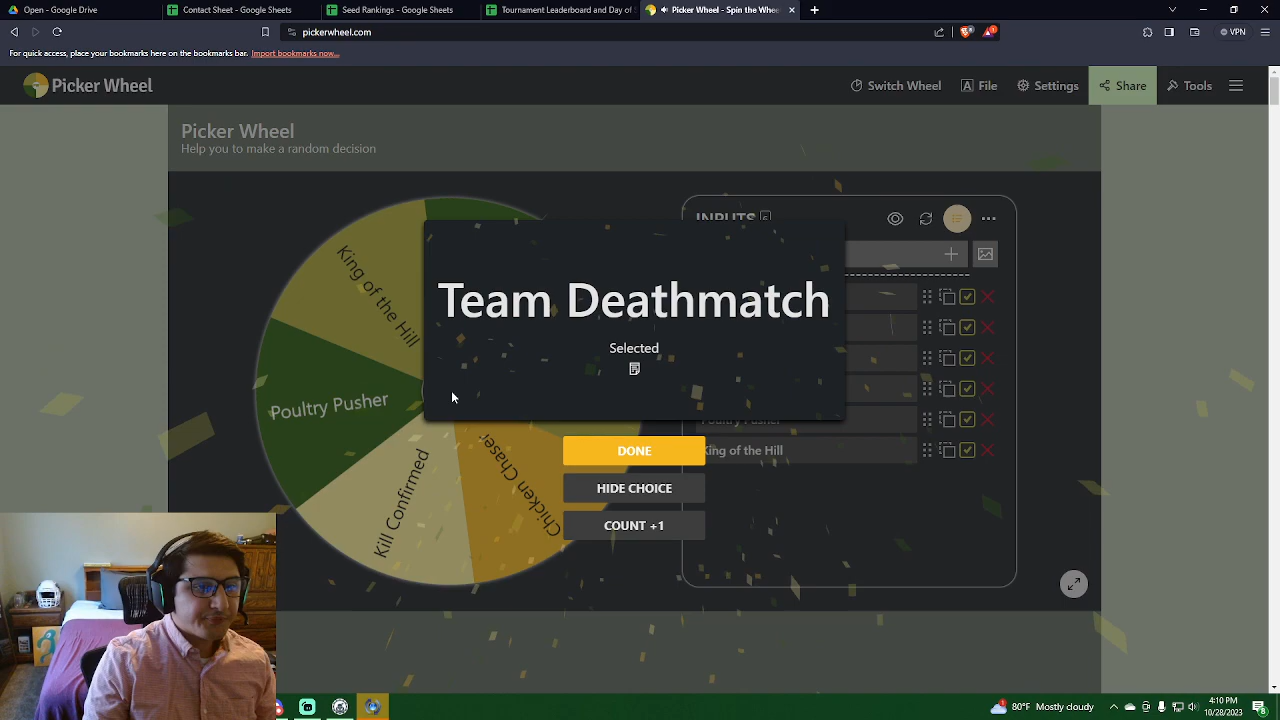 Open - Google Drive
Contact Sheet - Google Sheets
Seed Rankings - Google Sheets
Tournament Leaderboard and Day of
Picker Wheel - Spin the Whee
pickerwheel.com
VPN
For quick access, place your bookmarks here on the bookmarks bar. Import bookmarks now...
Picker Wheel
Switch Wheel
File
Settings
Share
Tools
Picker Wheel
Help you to make a random decision
INPUTS
King of the Hill
Poultry Pusher
Kill Confirmed
Chicken Chaser
Team Deathmatch
Selected
DONE
HIDE CHOICE
COUNT +1
Poultry Pusher
King of the Hill
80°F Mostly cloudy
4:10 PM
10/28/2023